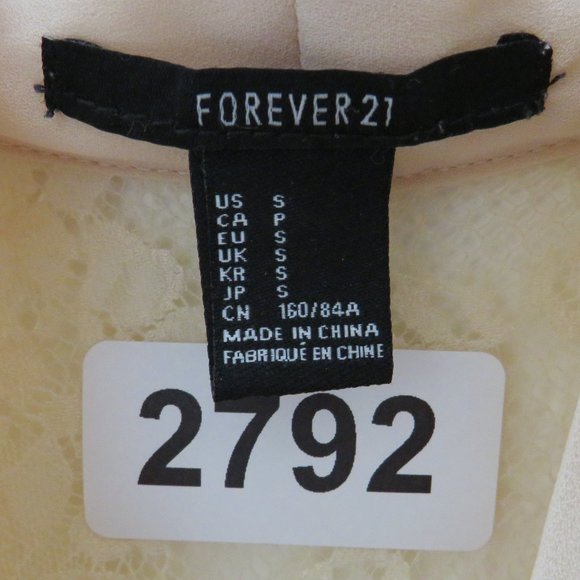 FOREVER 21
US S
CA P
EU S
UK S
KR S
JP S
CN 160/84A
MADE IN CHINA
FABRIQUÉ EN CHINE
2792